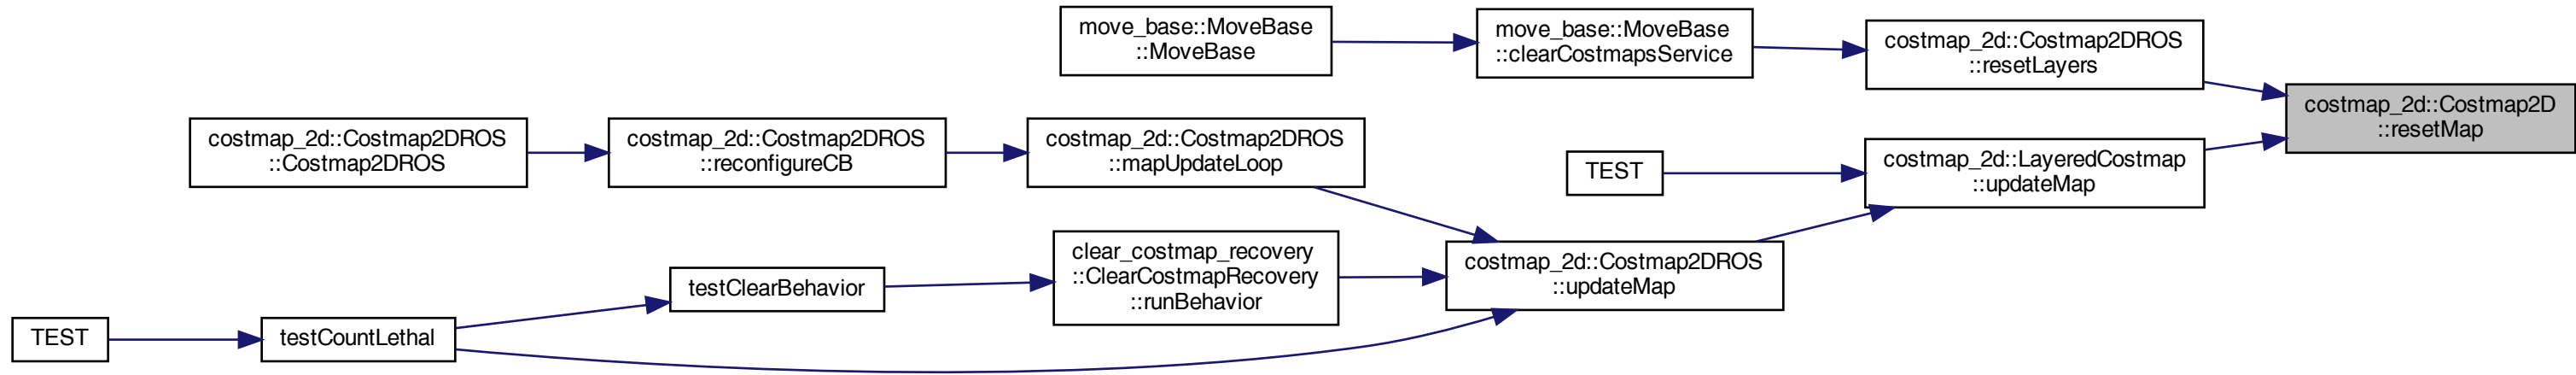 move_base::MoveBase
::MoveBase
move_base::MoveBase
::clearCostmapsService
costmap_2d::Costmap2DROS
::resetLayers
costmap_2d::Costmap2D
::resetMap
costmap_2d::Costmap2DROS
::Costmap2DROS
costmap_2d::Costmap2DROS
::reconfigureCB
costmap_2d::Costmap2DROS
::mapUpdateLoop
TEST
costmap_2d::LayeredCostmap
::updateMap
clear_costmap_recovery
::ClearCostmapRecovery
::runBehavior
costmap_2d::Costmap2DROS
::updateMap
testClearBehavior
TEST
testCountLethal